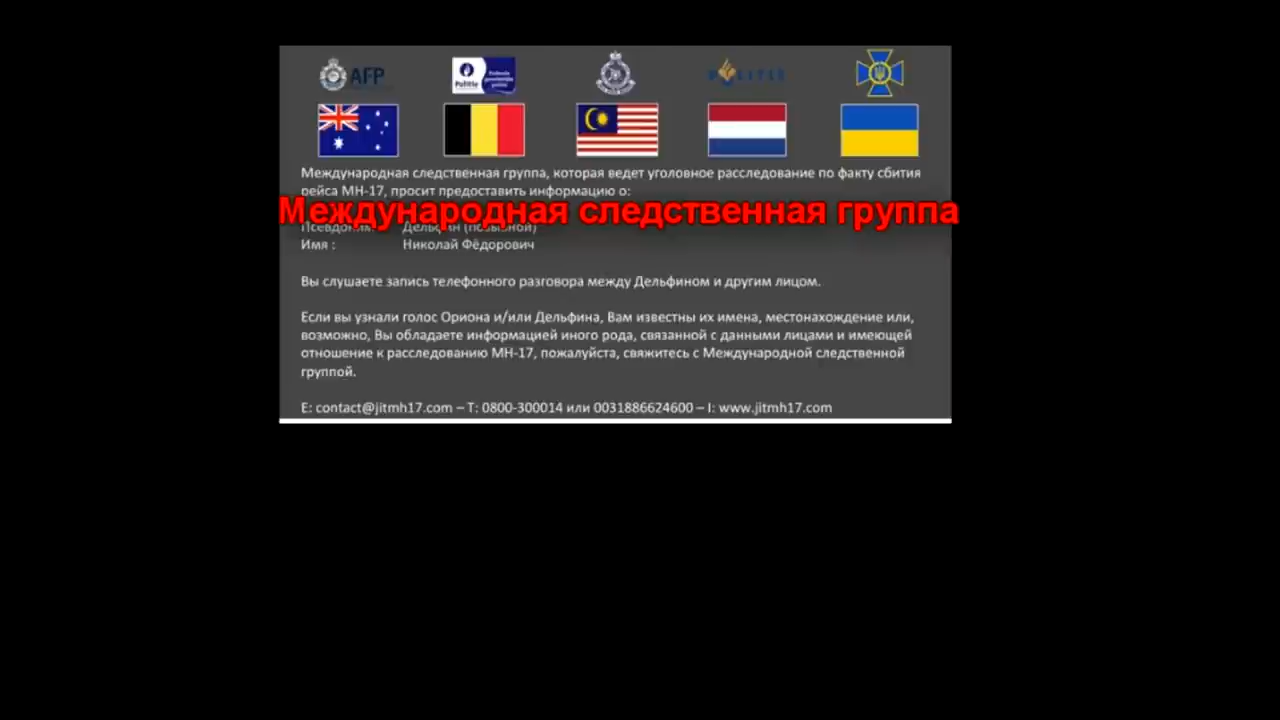 AFP
Politie
Международная следственная группа, которая ведет уголовное расследование по факту сбития
рейса МН-17, просит предоставить информацию о:
Международная следственная группа
Псевдоним: Дельфин (позывной)
Имя : Николай Фёдорович
Вы слушаете запись телефонного разговора между Дельфином и другим лицом.
Если вы узнали голос Ориона и/или Дельфина, Вам известны их имена, местонахождение или,
возможно, Вы обладаете информацией иного рода, связанной с данными лицами и имеющей
отношение к расследованию МН-17, пожалуйста, свяжитесь с Международной следственной
группой.
E: contact@jitmh17.com – T: 0800-300014 или 0031886624600 – I: www.jitmh17.com